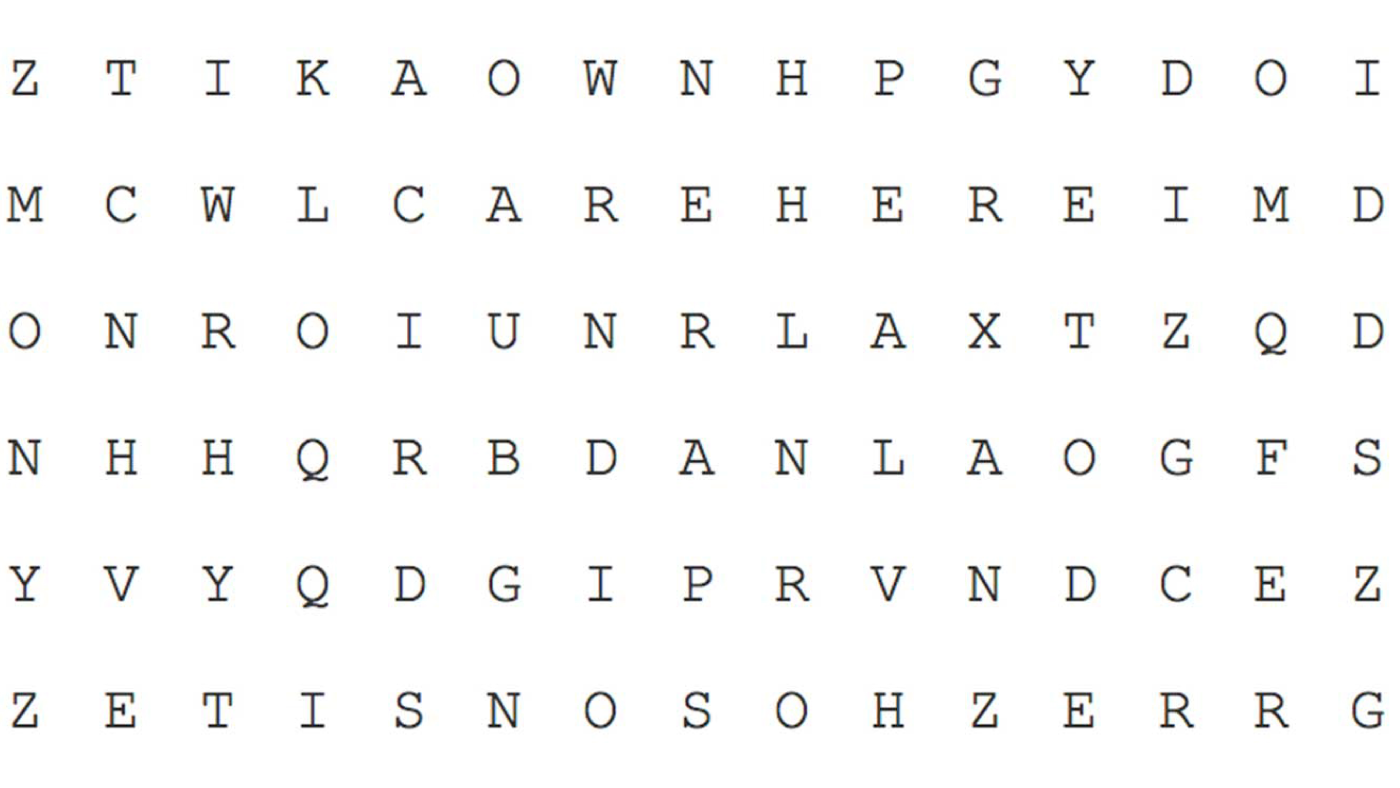 Z T I K A O W N H P G Y D O I
M C W L C A R E H E R E I M D
O N R O I U N R L A X T Z Q D
N H H Q R B D A N L A O G F S
Y V Y Q D G I P R V N D C E Z
Z E T I S N O S O H Z E R R G